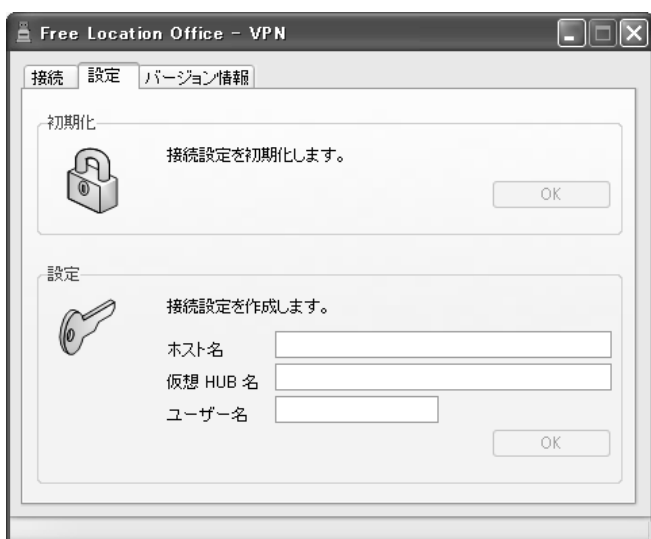 Free Location Office - VPN
接続 設定 バージョン情報
初期化
接続設定を初期化します。
OK
設定
接続設定を作成します。
ホスト名
仮想 HUB 名
ユーザー名
OK